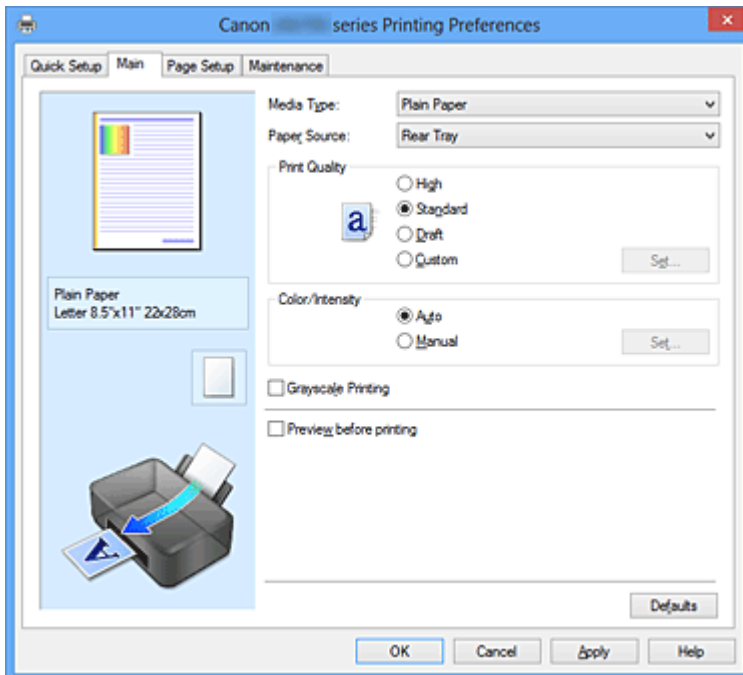 Canon series Printing Preferences
Quick Setup Main Page Setup Maintenance
Media Type: Plain Paper
Paper Source: Rear Tray
Print Quality
High
a
Standard
Draft
Custom Set...
Plain Paper
Letter 8.5"x11" 22x28cm
Color/Intensity
Auto
Manual Set...
Grayscale Printing
Preview before printing
A
Defaults
OK Cancel Apply Help